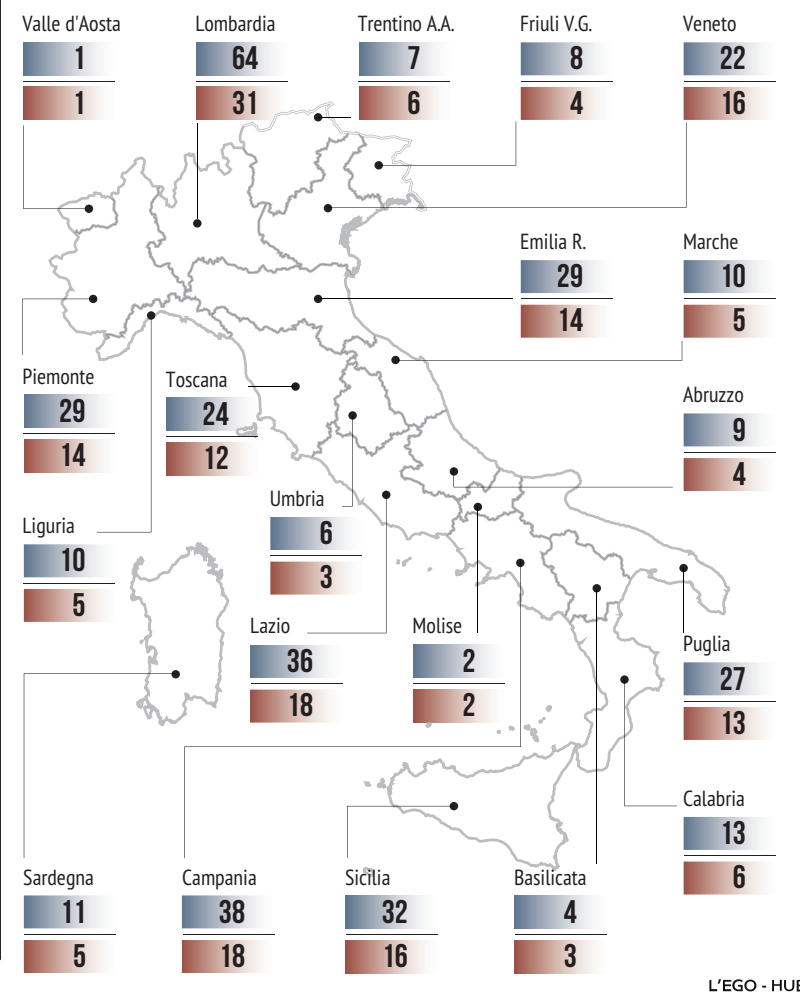 Valle d'Aosta
1
1
Lombardia
64
31
Trentino A.A.
7
6
Friuli V.G.
8
4
Veneto
22
16
Emilia R.
29
14
Marche
10
5
Piemonte
29
14
Toscana
24
12
Abruzzo
9
4
Umbria
6
3
Liguria
10
5
Lazio
36
18
Molise
2
2
Puglia
27
13
Calabria
13
6
Sardegna
11
5
Campania
38
18
Sicilia
32
16
Basilicata
4
3
L'EGO - HUB